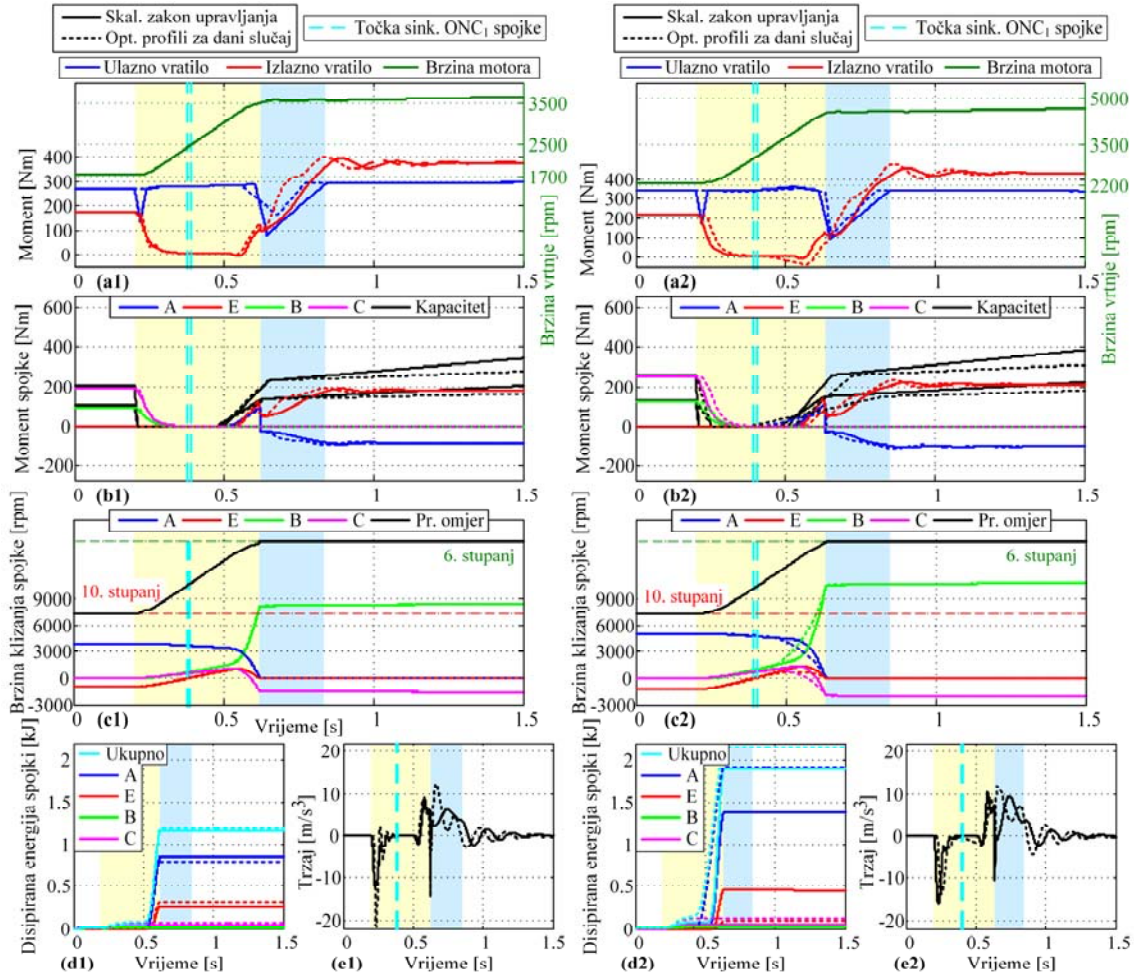 Skal. zakon upravljanja
Opt. profili za dani slučaj
Točka sink. ONC₁ spojke
Ulazno vratilo Izlazno vratilo Brzina motora
Moment [Nm]
400
300
200
100
0
3500
2500
1700
Brzina vrtnje [rpm]
(a1)
0 0.5 1 1.5
A E B C Kapacitet
Moment spojke [Nm]
600
400
200
0
-200
(b1)
0 0.5 1 1.5
A E B C Pr. omjer
Brzina klizanja spojke [rpm]
9000
6000
3000
0
-3000
10. stupanj
6. stupanj
(c1)
0 0.5 1 1.5
Vrijeme [s]
Disipirana energija spojki [kJ]
2
1.5
1
0.5
0
Ukupno
A
E
B
C
0 0.5 1 1.5
(d1) Vrijeme [s]
Trzaj [m/s³]
20
10
0
-10
-20
0 0.5 1 1.5
(e1) Vrijeme [s]
Skal. zakon upravljanja
Opt. profili za dani slučaj
Točka sink. ONC₁ spojke
Ulazno vratilo Izlazno vratilo Brzina motora
Moment [Nm]
400
300
200
100
0
5000
3500
2200
Brzina vrtnje [rpm]
(a2)
0 0.5 1 1.5
A E B C Kapacitet
Moment spojke [Nm]
600
400
200
0
-200
(b2)
0 0.5 1 1.5
A E B C Pr. omjer
Brzina klizanja spojke [rpm]
9000
6000
3000
0
-3000
10. stupanj
6. stupanj
(c2)
0 0.5 1 1.5
Vrijeme [s]
Disipirana energija spojki [kJ]
2
1.5
1
0.5
0
Ukupno
A
E
B
C
0 0.5 1 1.5
(d2) Vrijeme [s]
Trzaj [m/s³]
20
10
0
-10
-20
0 0.5 1 1.5
(e2) Vrijeme [s]